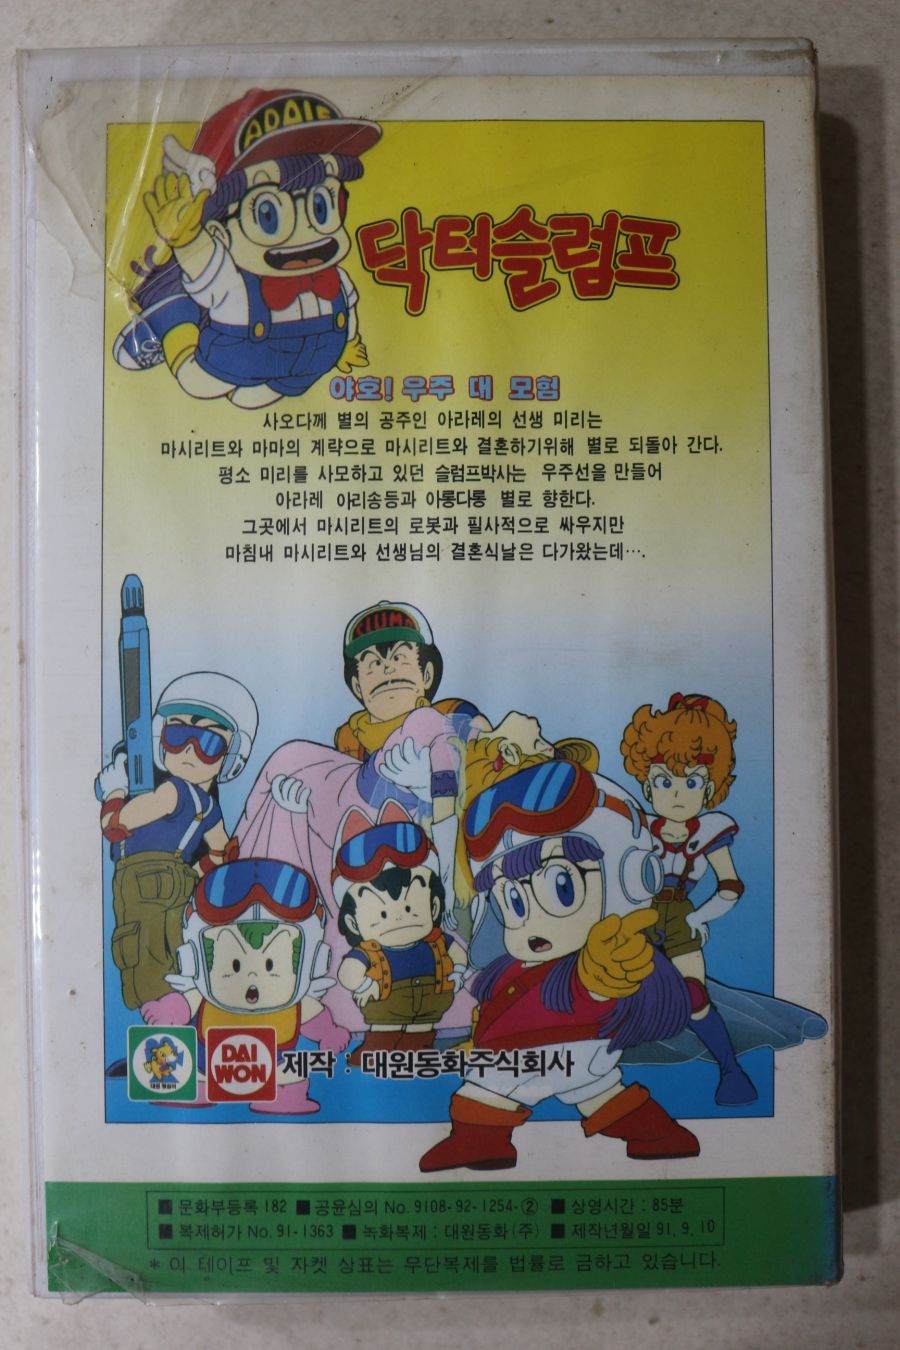 ADALE
닥터슬럼프
야호! 우주 대 모험
사오다께 별의 공주인 아라레의 선생 미리는
마시리트와 마마의 계략으로 마시리트와 결혼하기위해 별로 되돌아 간다.
평소 미리를 사모하고 있던 슬럼프박사는 우주선을 만들어
아라레 아리송등과 아롱다롱 별로 향한다.
그곳에서 마시리트의 로봇과 필사적으로 싸우지만
마침내 마시리트와 선생님의 결혼식날은 다가왔는데….
SLUMP
DAI
WON
제작 : 대원동화주식회사
■ 문화부등록 182 ■ 공윤심의 No. 9108-92-1254-② ■ 상영시간 : 85분
■ 복제허가 No. 91-1363 ■ 녹화복제 : 대원동화 (주) ■ 제작년월일 91. 9. 10
* 이 테이프 및 자켓 상표는 무단복제를 법률로 금하고 있습니다.